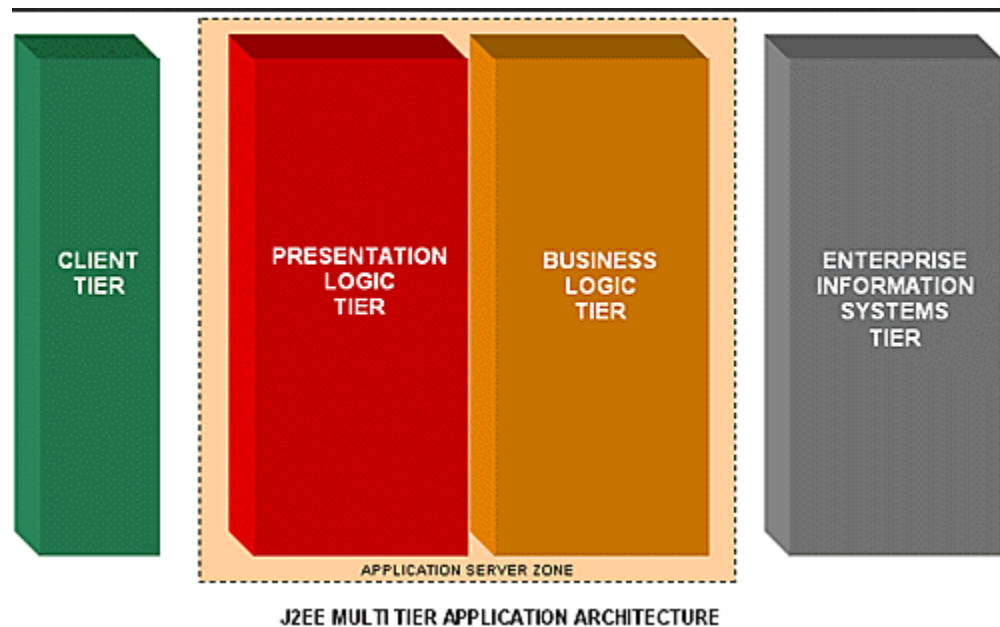 CLIENT
TIER
PRESENTATION
LOGIC
TIER
BUSINESS
LOGIC
TIER
ENTERPRISE
INFORMATION
SYSTEMS
TIER
APPLICATION SERVER ZONE
J2EE MULTI TIER APPLICATION ARCHITECTURE